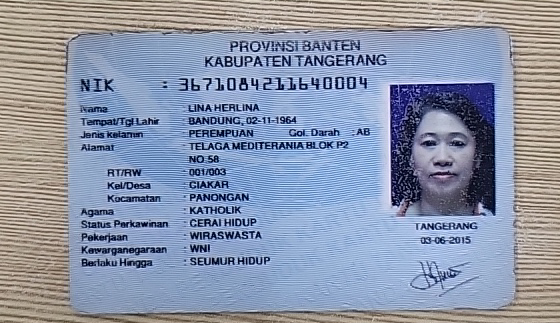 PROVINSI BANTEN
KABUPATEN TANGERANG
NIK : 3671084211640004
Nama : LINA HERLINA
Tempat/Tgl Lahir : BANDUNG, 02-11-1964
Jenis kelamin : PEREMPUAN Gol. Darah : AB
Alamat : TELAGA MEDITERANIA BLOK P2
NO 58
RT/RW : 001/003
Kel/Desa : CIAKAR
Kecamatan : PANONGAN
Agama : KATHOLIK
Status Perkawinan : CERAI HIDUP
Pekerjaan : WIRASWASTA
Kewarganegaraan : WNI
Berlaku Hingga : SEUMUR HIDUP
TANGERANG
03-06-2015